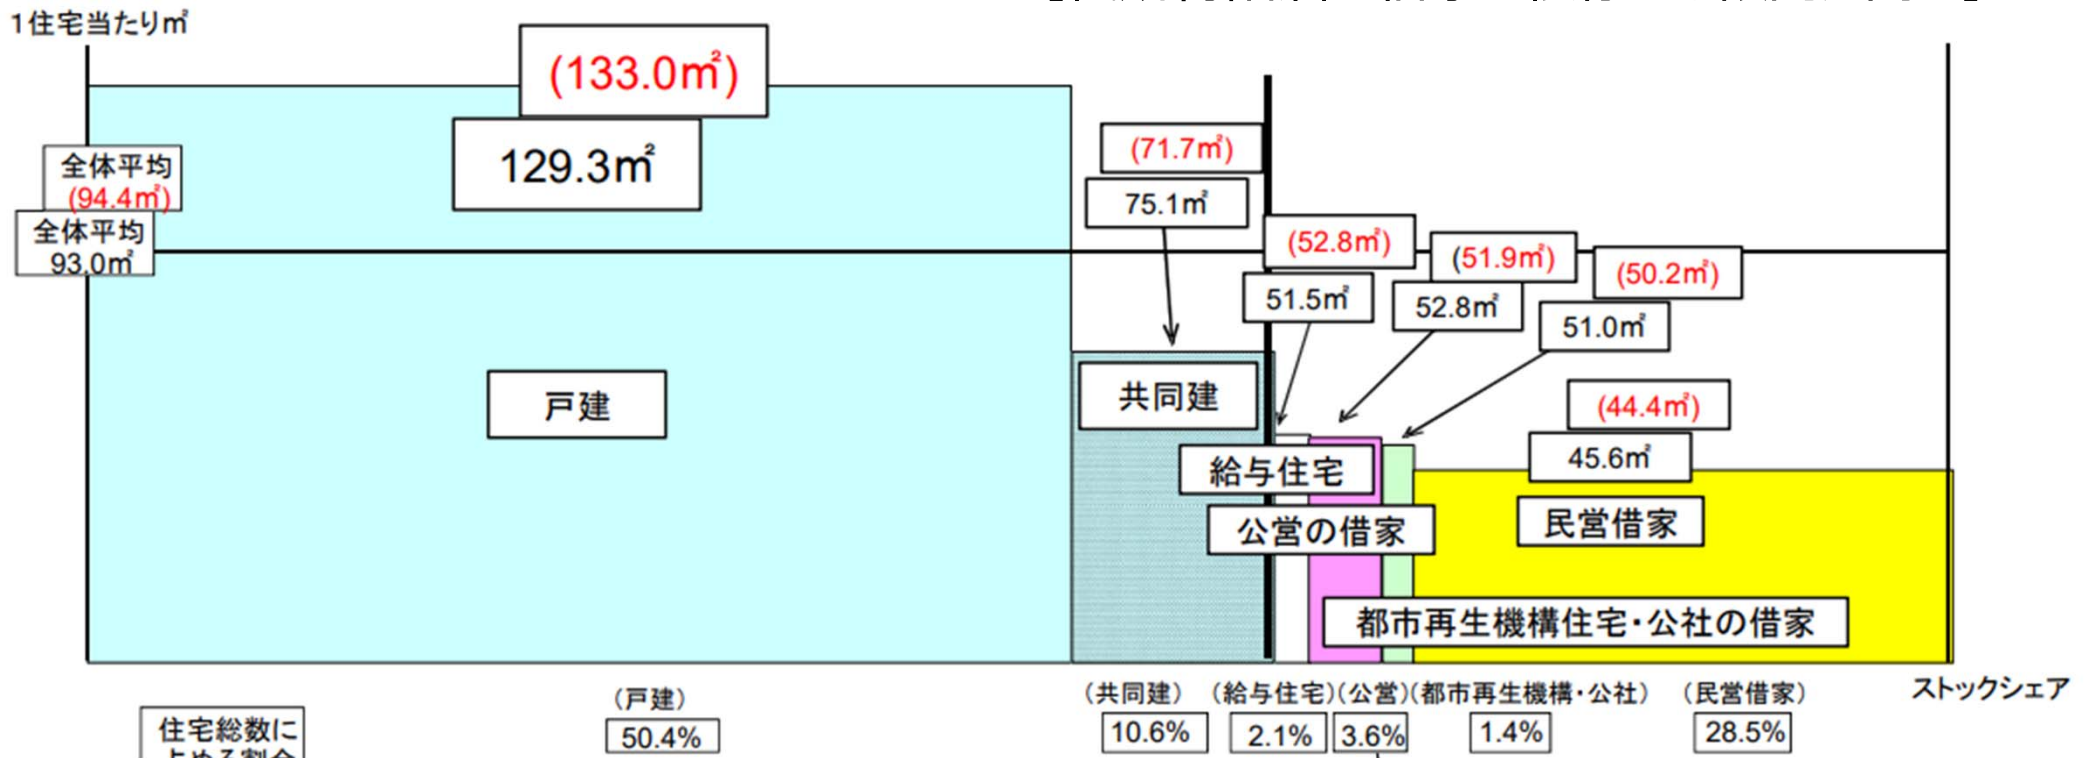 1住宅当たり㎡
(133.0㎡)
129.3㎡
全体平均
(94.4㎡)
全体平均
93.0㎡
(71.7㎡)
75.1㎡
(52.8㎡)
51.5㎡
(51.9㎡)
52.8㎡
(50.2㎡)
51.0㎡
(44.4㎡)
45.6㎡
戸建
共同建
給与住宅
公営の借家
民営借家
都市再生機構住宅・公社の借家
(戸建)
(共同建)
(給与住宅)
(公営)
(都市再生機構・公社)
(民営借家)
ストックシェア
住宅総数に
占める割合
50.4%
10.6%
2.1%
3.6%
1.4%
28.5%